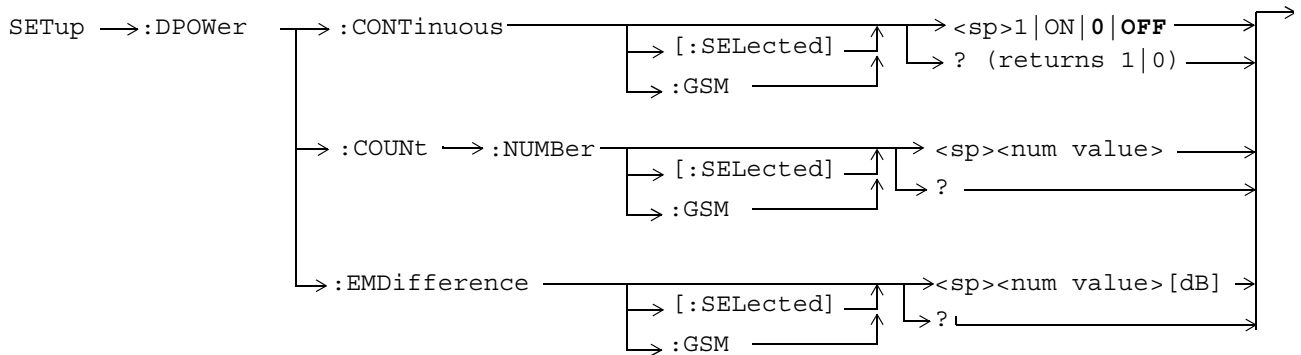 SETup :DPOWer :CONTinuous <sp>1|ON|0|OFF
[:SELected] ? (returns 1|0)
:GSM
:COUNt :NUMBer <sp><num value>
[:SELected] ?
:GSM
:EMDifference <sp><num value>[dB]
[:SELected] ?
:GSM